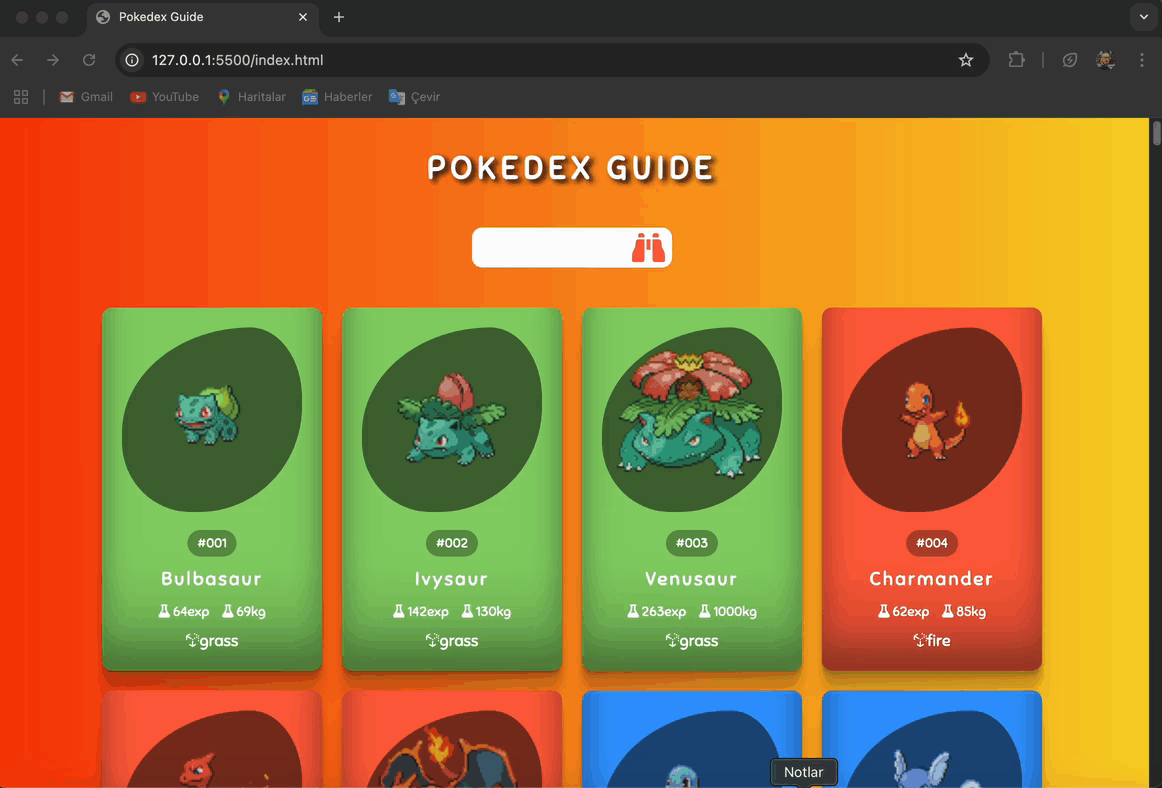 Pokedex Guide
127.0.0.1:5500/index.html
Gmail YouTube Haritalar Haberler Çevir
POKEDEX GUIDE
#001 #002 #003 #004
Bulbasaur Ivysaur Venusaur Charmander
64exp 69kg 142exp 130kg 263exp 1000kg 62exp 85kg
grass grass grass fire
Notlar